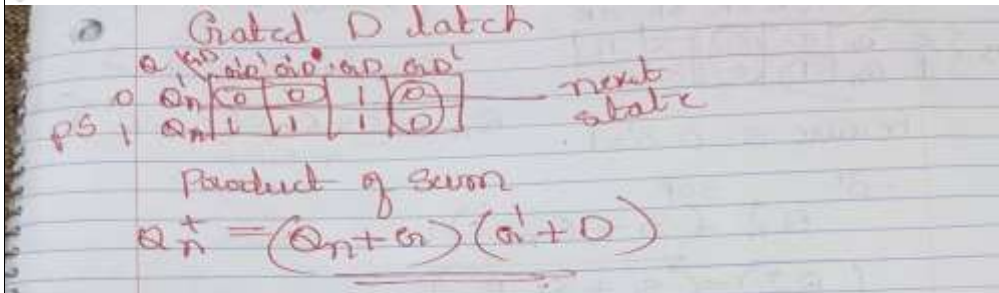 Gated D latch
Q GD G'D' G'D GD GD'
0 Qn' 0 0 1 0 next
PS 1 Qn 1 1 1 0 state
Product of Sum
Qn+ = (Qn+G)(G'+D)